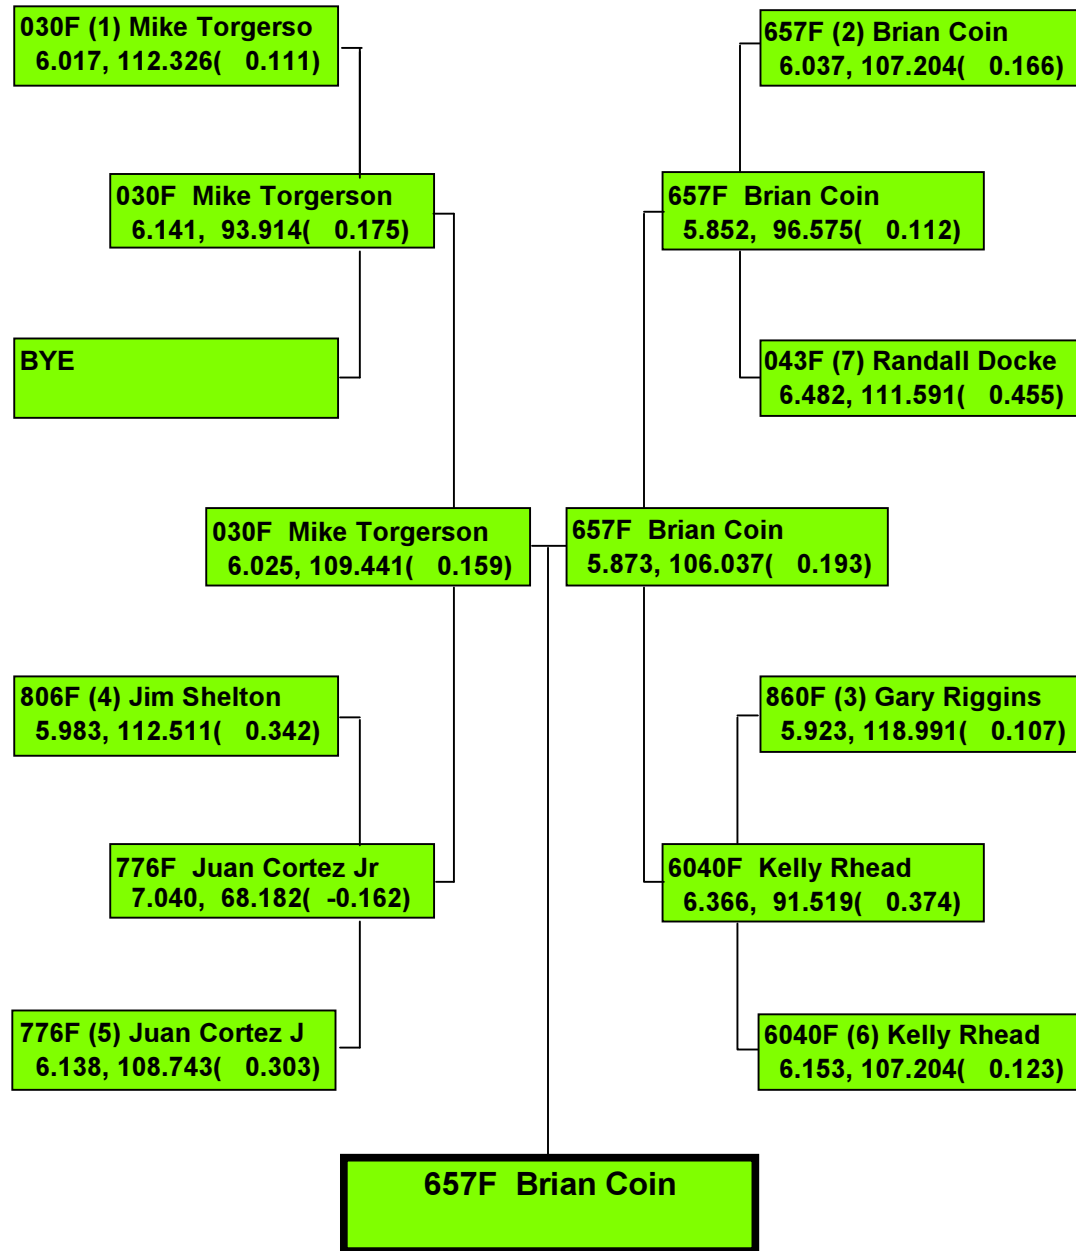 030F (1) Mike Torgerso
6.017, 112.326( 0.111)
657F (2) Brian Coin
6.037, 107.204( 0.166)
030F Mike Torgerson
6.141, 93.914( 0.175)
657F Brian Coin
5.852, 96.575( 0.112)
BYE
043F (7) Randall Docke
6.482, 111.591( 0.455)
030F Mike Torgerson
6.025, 109.441( 0.159)
657F Brian Coin
5.873, 106.037( 0.193)
806F (4) Jim Shelton
5.983, 112.511( 0.342)
860F (3) Gary Riggins
5.923, 118.991( 0.107)
776F Juan Cortez Jr
7.040, 68.182( -0.162)
6040F Kelly Rhead
6.366, 91.519( 0.374)
776F (5) Juan Cortez J
6.138, 108.743( 0.303)
6040F (6) Kelly Rhead
6.153, 107.204( 0.123)
657F Brian Coin